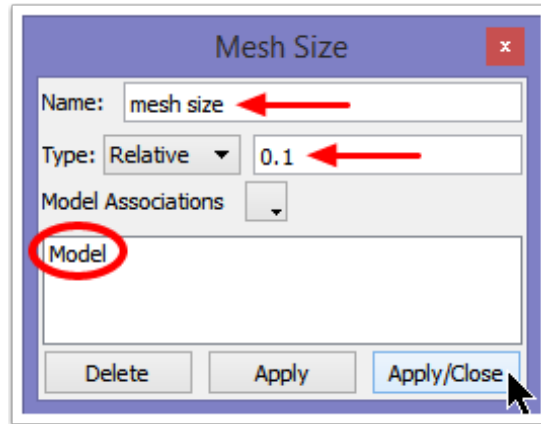 Mesh Size x
Name: mesh size
Type: Relative 0.1
Model Associations
Model
Delete Apply Apply/Close